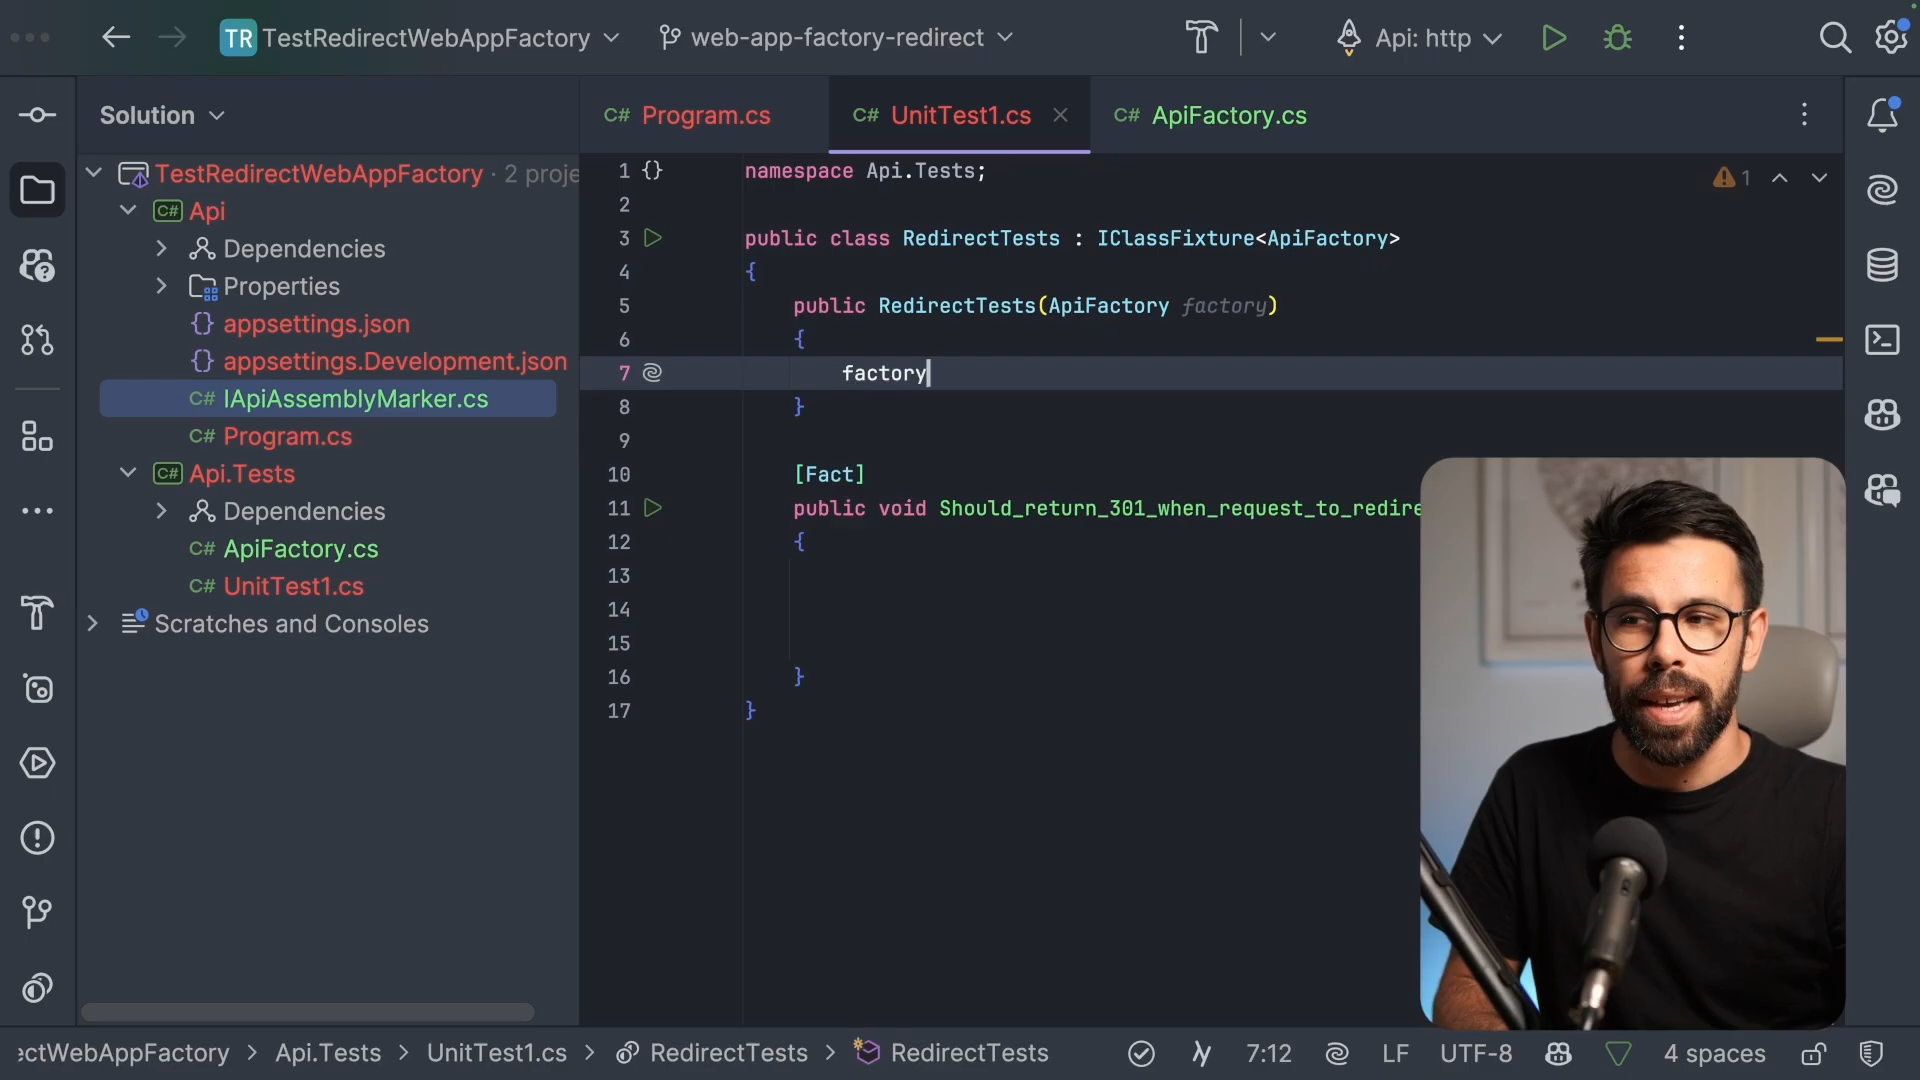 TR TestRedirectWebAppFactory
web-app-factory-redirect
Api: http
Solution
C# Program.cs
C# UnitTest1.cs
C# ApiFactory.cs
TestRedirectWebAppFactory · 2 proje
C# Api
Dependencies
Properties
{} appsettings.json
{} appsettings.Development.json
C# IApiAssemblyMarker.cs
C# Program.cs
C# Api.Tests
Dependencies
C# ApiFactory.cs
C# UnitTest1.cs
Scratches and Consoles
1 {} namespace Api.Tests;
1
2
3 public class RedirectTests : IClassFixture<ApiFactory>
4 {
5 public RedirectTests(ApiFactory factory)
6 {
7 factory
8 }
9
10 [Fact]
11 public void Should_return_301_when_request_to_redire
12 {
13
14
15
16 }
17 }
ectWebAppFactory > Api.Tests > UnitTest1.cs > RedirectTests > RedirectTests
7:12
LF
UTF-8
4 spaces